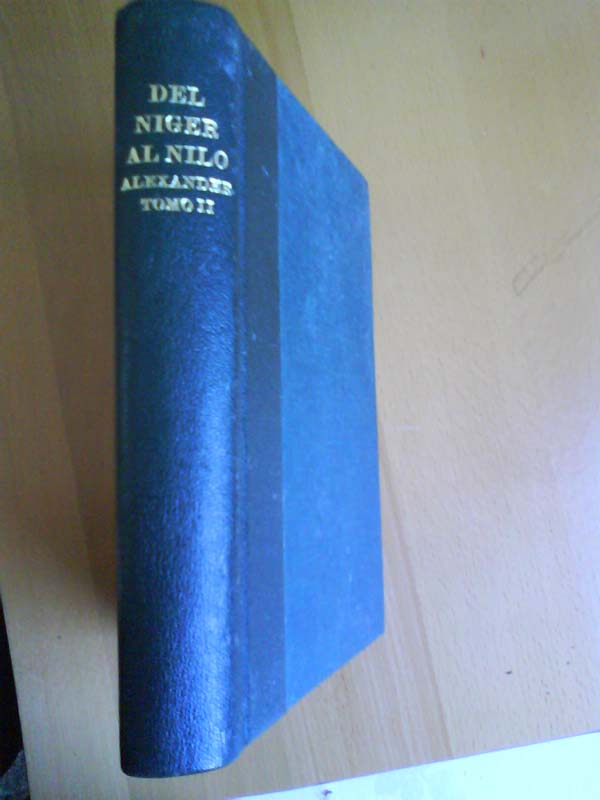 DEL
NIGER
AL NILO
ALEXANDER
TOMO II